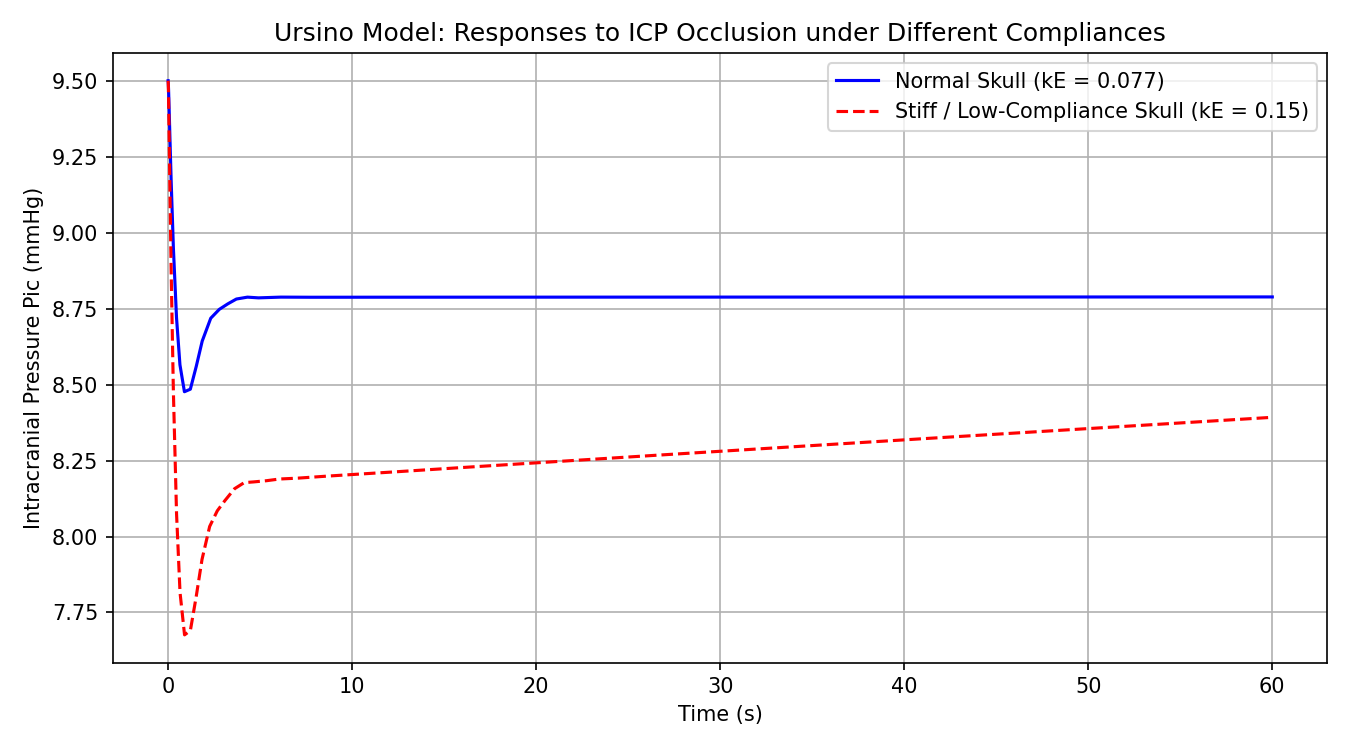 Ursino Model: Responses to ICP Occlusion under Different Compliances
Normal Skull (kE = 0.077)
Stiff / Low-Compliance Skull (kE = 0.15)
Intracranial Pressure Pic (mmHg)
9.50
9.25
9.00
8.75
8.50
8.25
8.00
7.75
0 10 20 30 40 50 60
Time (s)